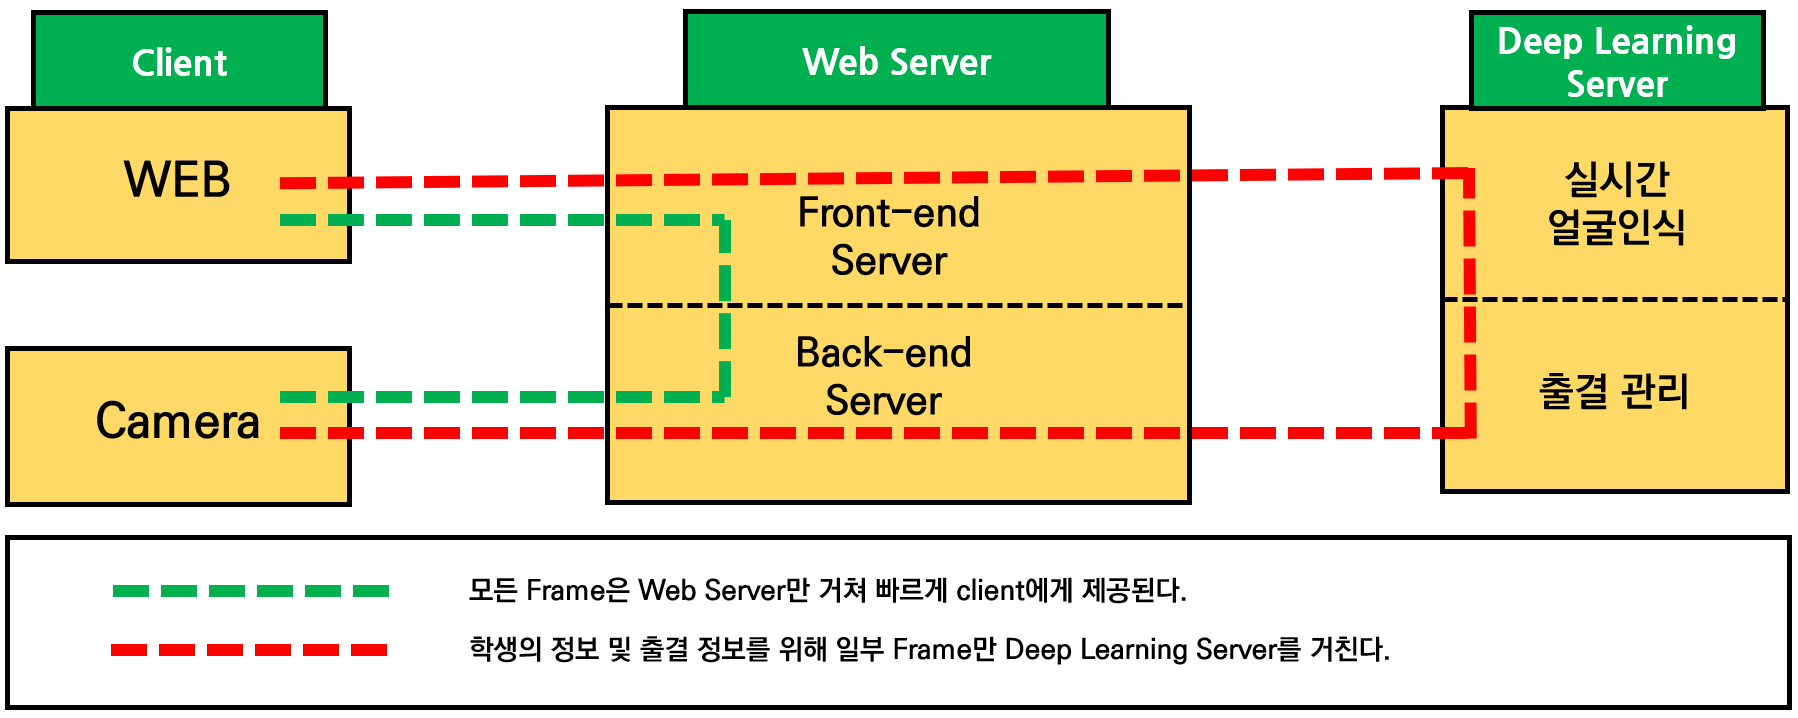 Client
Web Server
Deep Learning
Server
WEB
Front-end
Server
실시간
얼굴인식
Back-end
Server
Camera
출결 관리
모든 Frame은 Web Server만 거쳐 빠르게 client에게 제공된다.
학생의 정보 및 출결 정보를 위해 일부 Frame만 Deep Learning Server를 거친다.